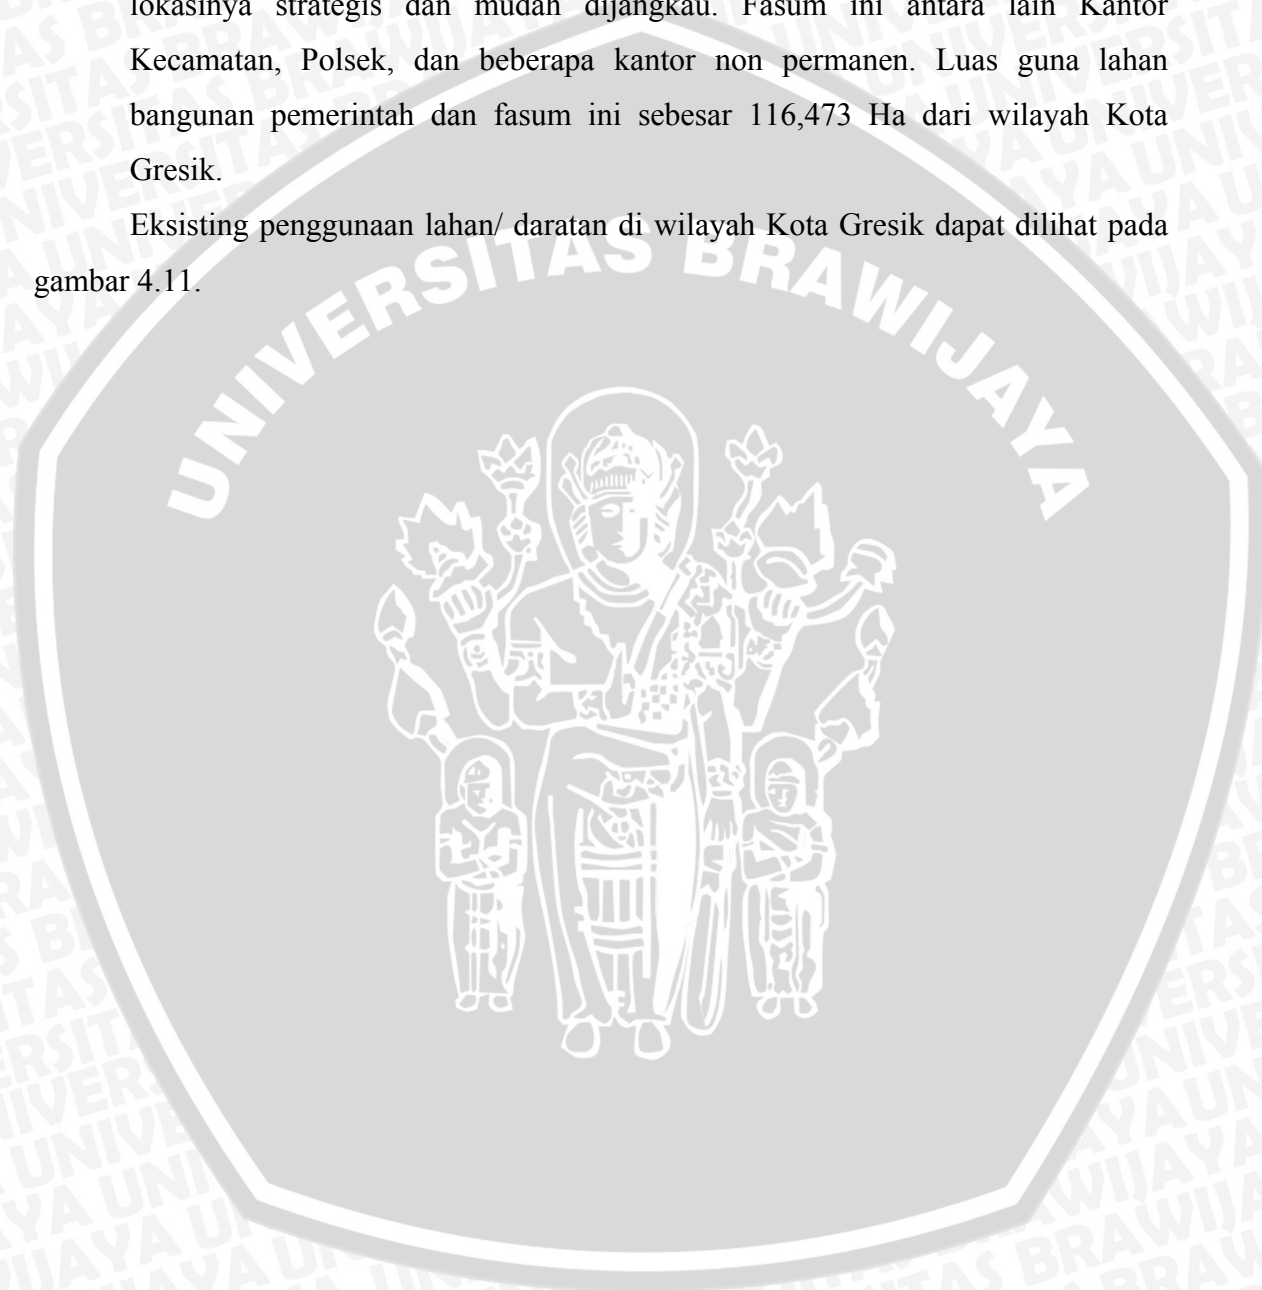 lokasinya strategis dan mudah dijangkau. Fasum ini antara lain Kantor
Kecamatan, Polsek, dan beberapa kantor non permanen. Luas guna lahan
bangunan pemerintah dan fasum ini sebesar 116,473 Ha dari wilayah Kota
Gresik.
Eksisting penggunaan lahan/ daratan di wilayah Kota Gresik dapat dilihat pada
gambar 4.11.
UNIVERSITAS BRAWIJAYA